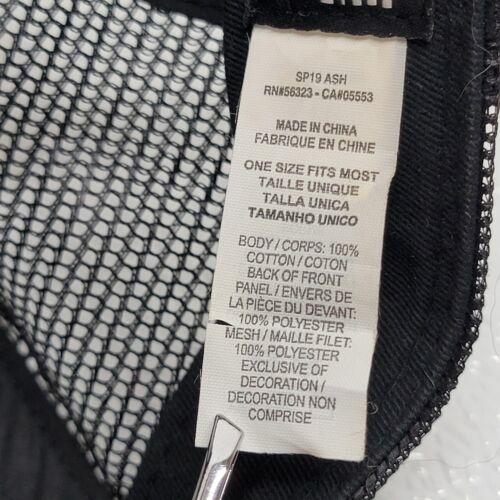 SP19 ASH
RN#56323 - CA#05553
MADE IN CHINA
FABRIQUE EN CHINE
ONE SIZE FITS MOST
TAILLE UNIQUE
TALLA UNICA
TAMANHO UNICO
BODY / CORPS: 100%
COTTON / COTON
BACK OF FRONT
PANEL / ENVERS DE
LA PIÈCE DU DEVANT:
100% POLYESTER
MESH / MAILLE FILET:
100% POLYESTER
EXCLUSIVE OF
DECORATION /
DECORATION NON
COMPRISE